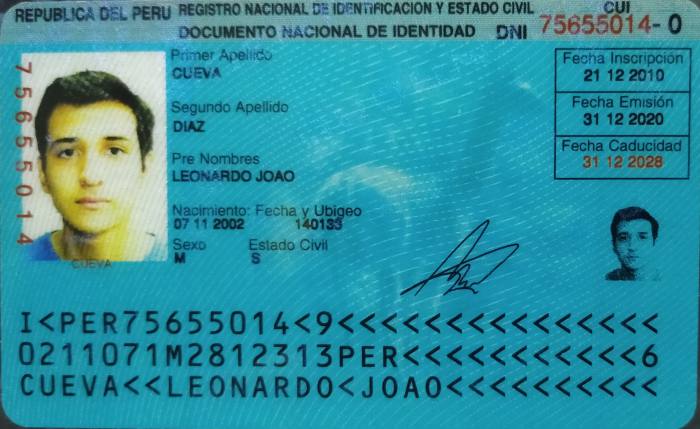 REPUBLICA DEL PERU REGISTRO NACIONAL DE IDENTIFICACION Y ESTADO CIVIL CUI
DOCUMENTO NACIONAL DE IDENTIDAD DNI 75655014-0
Primer Apellido
CUEVA
Segundo Apellido
DIAZ
Pre Nombres
LEONARDO JOAO
Nacimiento: Fecha y Ubigeo
07 11 2002 140133
Sexo Estado Civil
M S
Fecha Inscripción
21 12 2010
Fecha Emisión
31 12 2020
Fecha Caducidad
31 12 2028
75655014
CUEVA
I<PER75655014<9<<<<<<<<<<<<<<<
0211071M2812313PER<<<<<<<<<<<6
CUEVA<<LEONARDO<JOAO<<<<<<<<<<